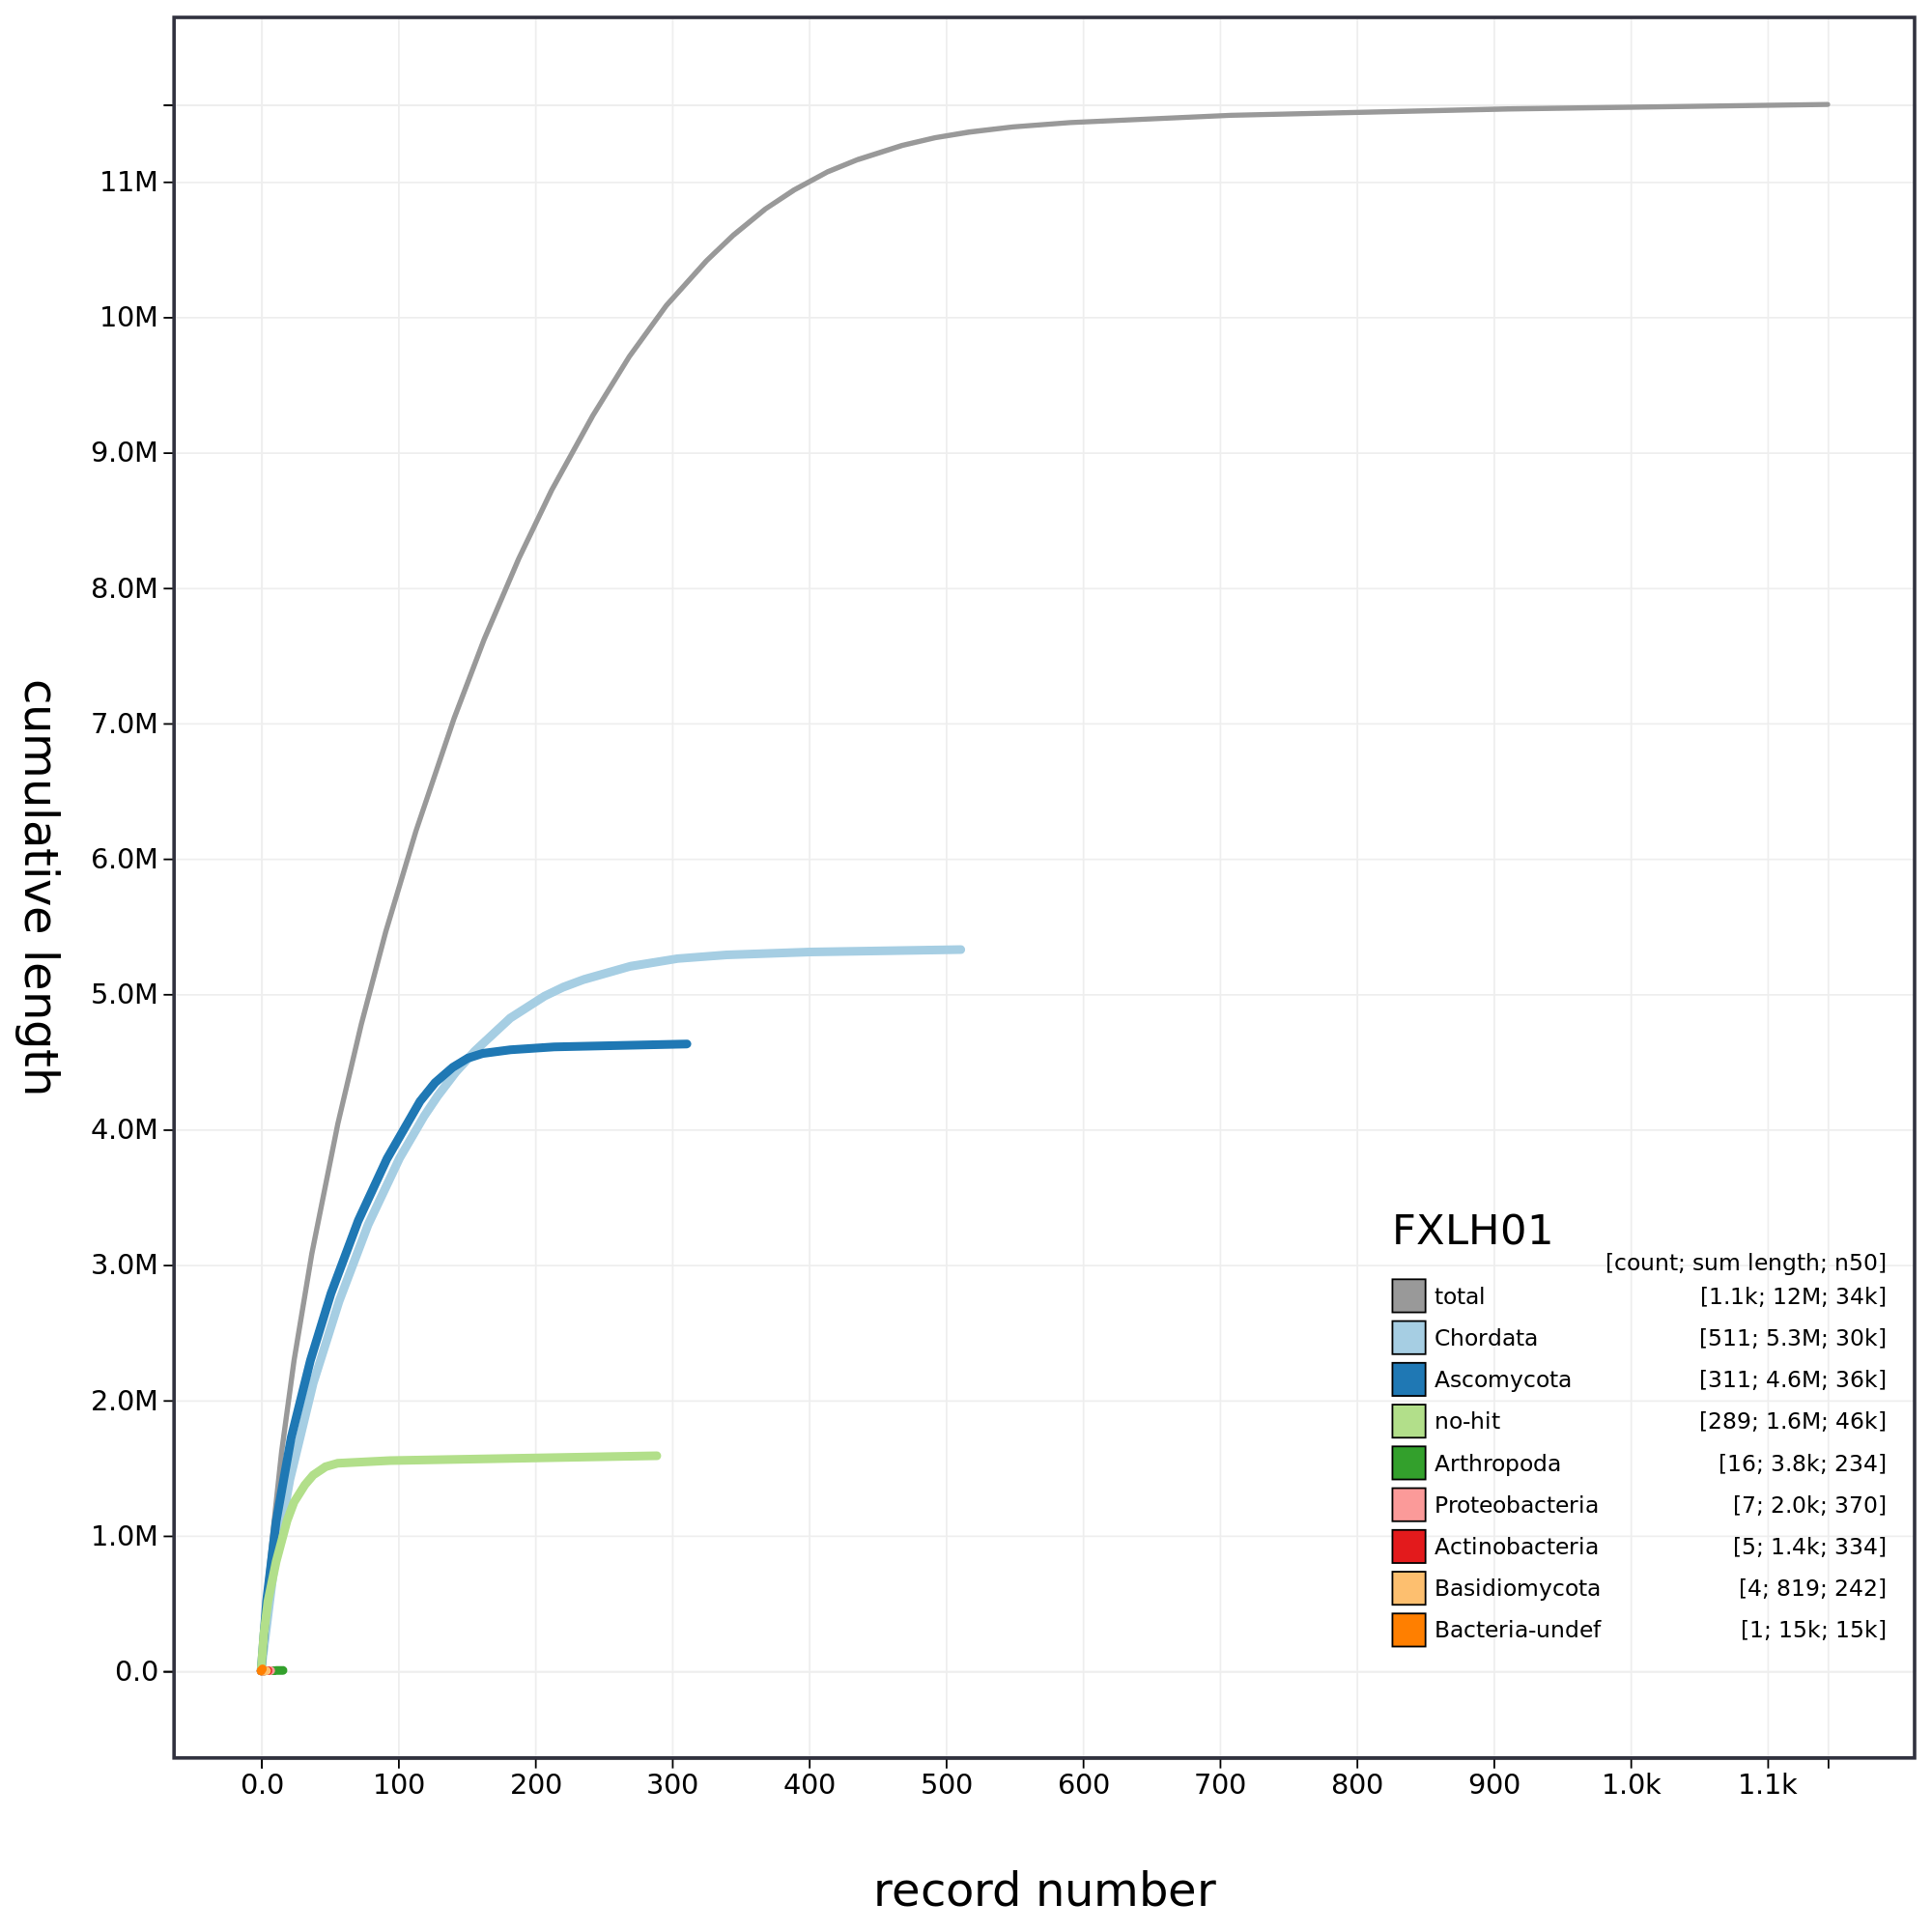 11M
10M
9.0M
8.0M
7.0M
6.0M
5.0M
4.0M
3.0M
2.0M
1.0M
0.0
cumulative length
FXLH01
[count; sum length; n50]
total [1.1k; 12M; 34k]
Chordata [511; 5.3M; 30k]
Ascomycota [311; 4.6M; 36k]
no-hit [289; 1.6M; 46k]
Arthropoda [16; 3.8k; 234]
Proteobacteria [7; 2.0k; 370]
Actinobacteria [5; 1.4k; 334]
Basidiomycota [4; 819; 242]
Bacteria-undef [1; 15k; 15k]
0.0 100 200 300 400 500 600 700 800 900 1.0k 1.1k
record number